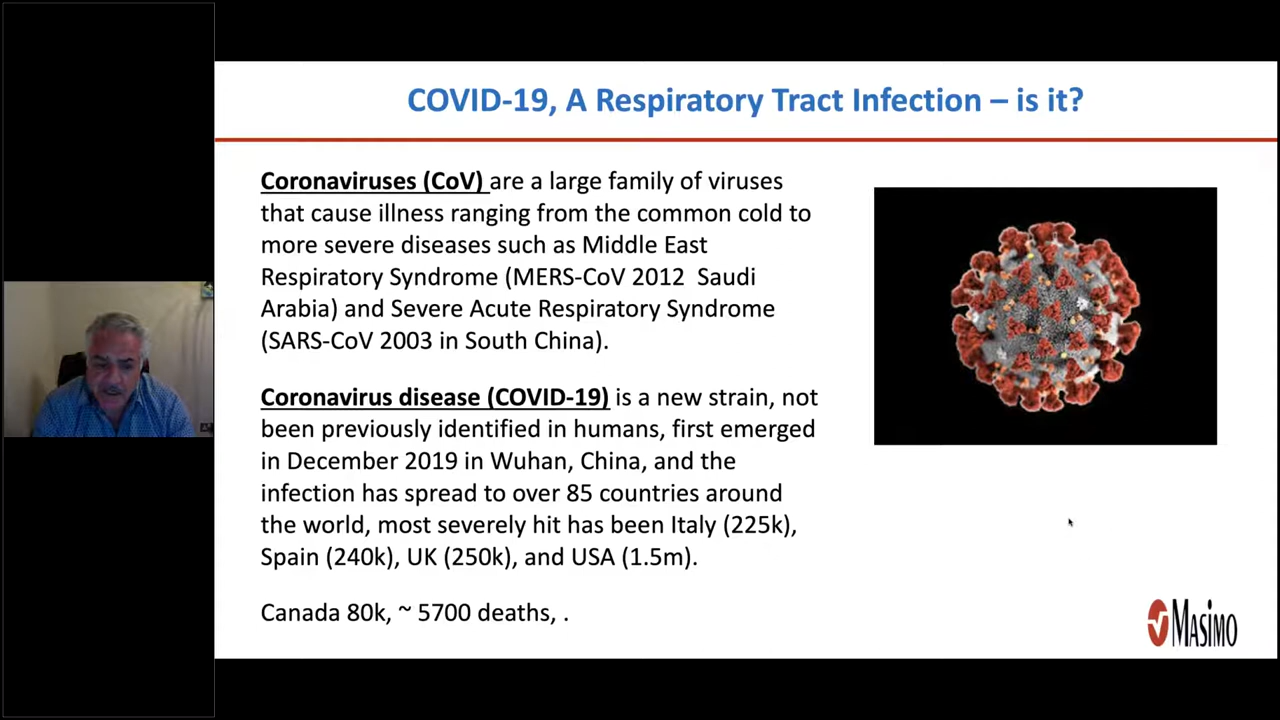 COVID-19, A Respiratory Tract Infection – is it?
Coronaviruses (CoV) are a large family of viruses
that cause illness ranging from the common cold to
more severe diseases such as Middle East
Respiratory Syndrome (MERS-CoV 2012  Saudi
Arabia) and Severe Acute Respiratory Syndrome
(SARS-CoV 2003 in South China).
Coronavirus disease (COVID-19) is a new strain, not
been previously identified in humans, first emerged
in December 2019 in Wuhan, China, and the
infection has spread to over 85 countries around
the world, most severely hit has been Italy (225k),
Spain (240k), UK (250k), and USA (1.5m).
Canada 80k, ~ 5700 deaths, .
Masimo